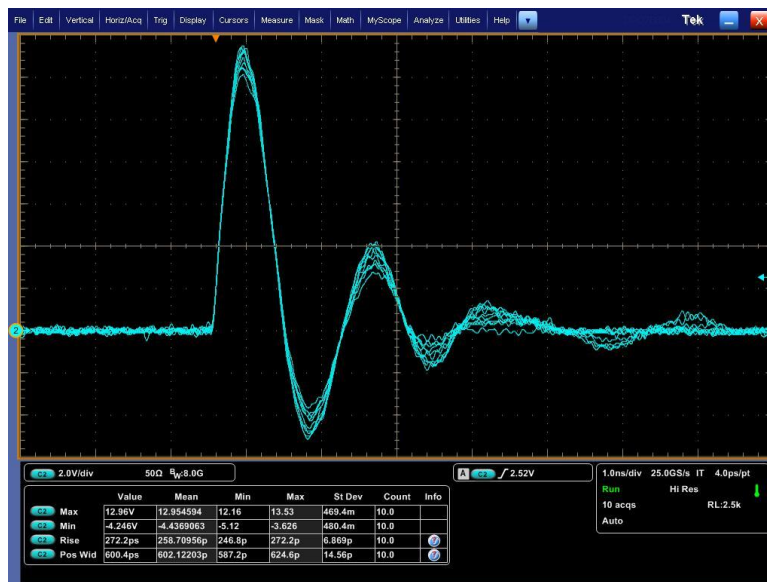 File Edit Vertical Horiz/Acq Trig Display Cursors Measure Mask Math MyScope Analyze Utilities Help Tek X
2
C2 2.0V/div 50Ω BW:8.0G
A C2 2.52V
1.0ns/div 25.0GS/s IT 4.0ps/pt
Run Hi Res
10 acqs RL:2.5k
Auto
Value Mean Min Max St Dev Count Info
C2 Max 12.96V 12.954594 12.16 13.53 469.4m 10.0
C2 Min -4.246V -4.4369063 -5.12 -3.626 480.4m 10.0
C2 Rise 272.2ps 258.70956p 246.8p 272.2p 6.869p 10.0
C2 Pos Wid 600.4ps 602.12203p 587.2p 624.6p 14.56p 10.0